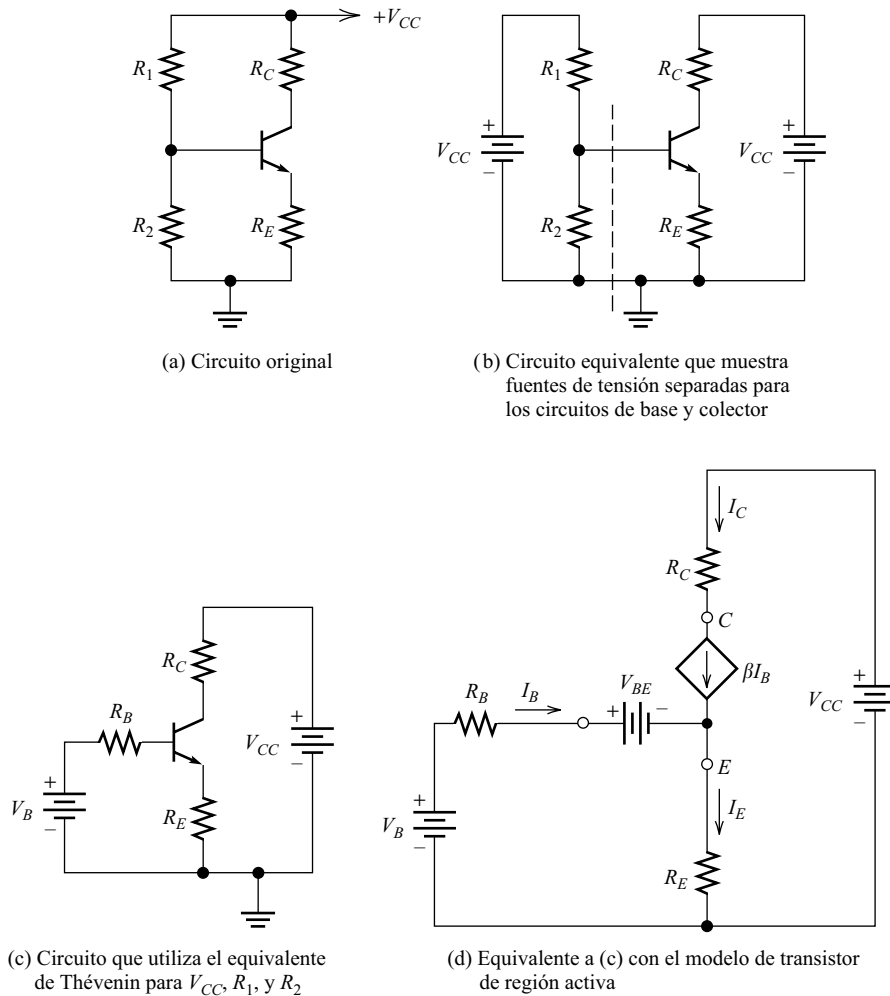 +V_CC
R_1
R_C
R_2
R_E
(a) Circuito original
R_1
R_C
+
V_CC
−
+
V_CC
−
R_2
R_E
(b) Circuito equivalente que muestra
fuentes de tensión separadas para
los circuitos de base y colector
R_C
R_B
+
V_CC
−
+
V_B
−
R_E
(c) Circuito que utiliza el equivalente
de Thévenin para V_CC, R_1, y R_2
I_C
R_C
C
βI_B
R_B
I_B
V_BE
+ −
+
V_CC
−
E
+
V_B
−
I_E
R_E
(d) Equivalente a (c) con el modelo de transistor
de región activa